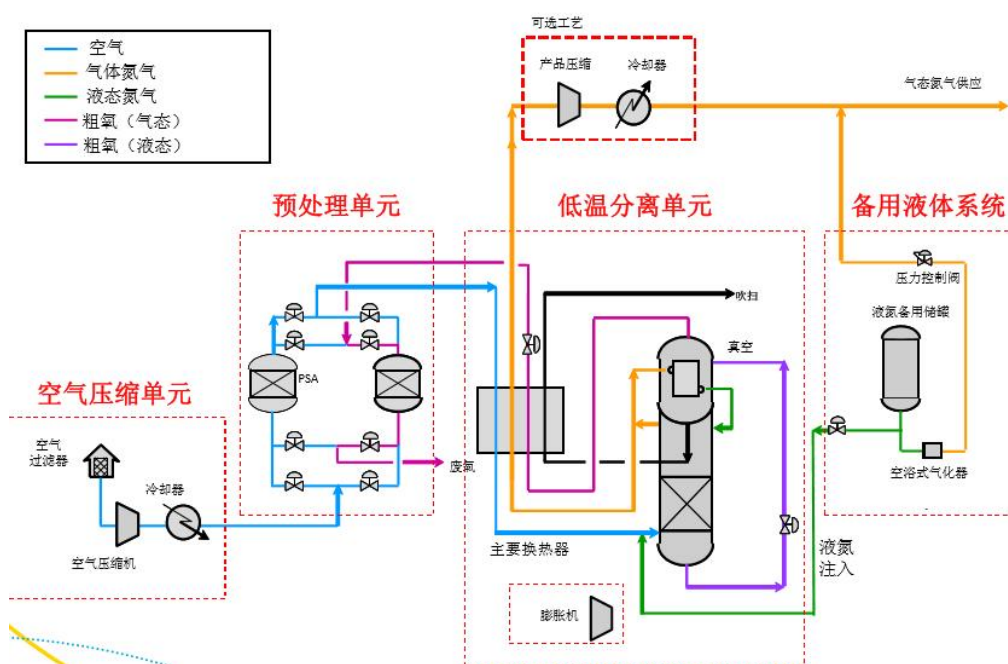 空气
气体氮气
液态氮气
粗氧（气态）
粗氧（液态）
可选工艺
产品压缩
冷却器
气态氮气供应
预处理单元
低温分离单元
备用液体系统
压力控制阀
吹扫
液氮备用储罐
真空
PSA
空气压缩单元
空气
过滤器
冷却器
空气压缩机
废氮
空浴式气化器
主要换热器
液氮
注入
膨胀机